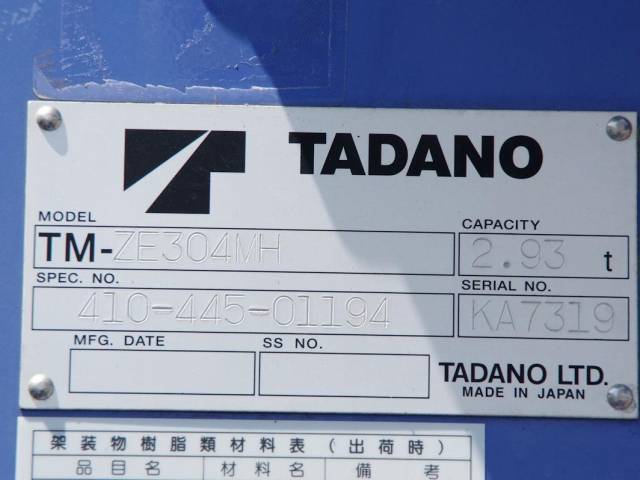 TADANO
MODEL
TM-ZE304MH
CAPACITY
2.93 t
SPEC. NO.
410-445-01194
SERIAL NO.
KA7319
MFG. DATE
SS NO.
TADANO LTD.
MADE IN JAPAN
架装物樹脂類材料表（出荷時）
品目名 材料名 備考